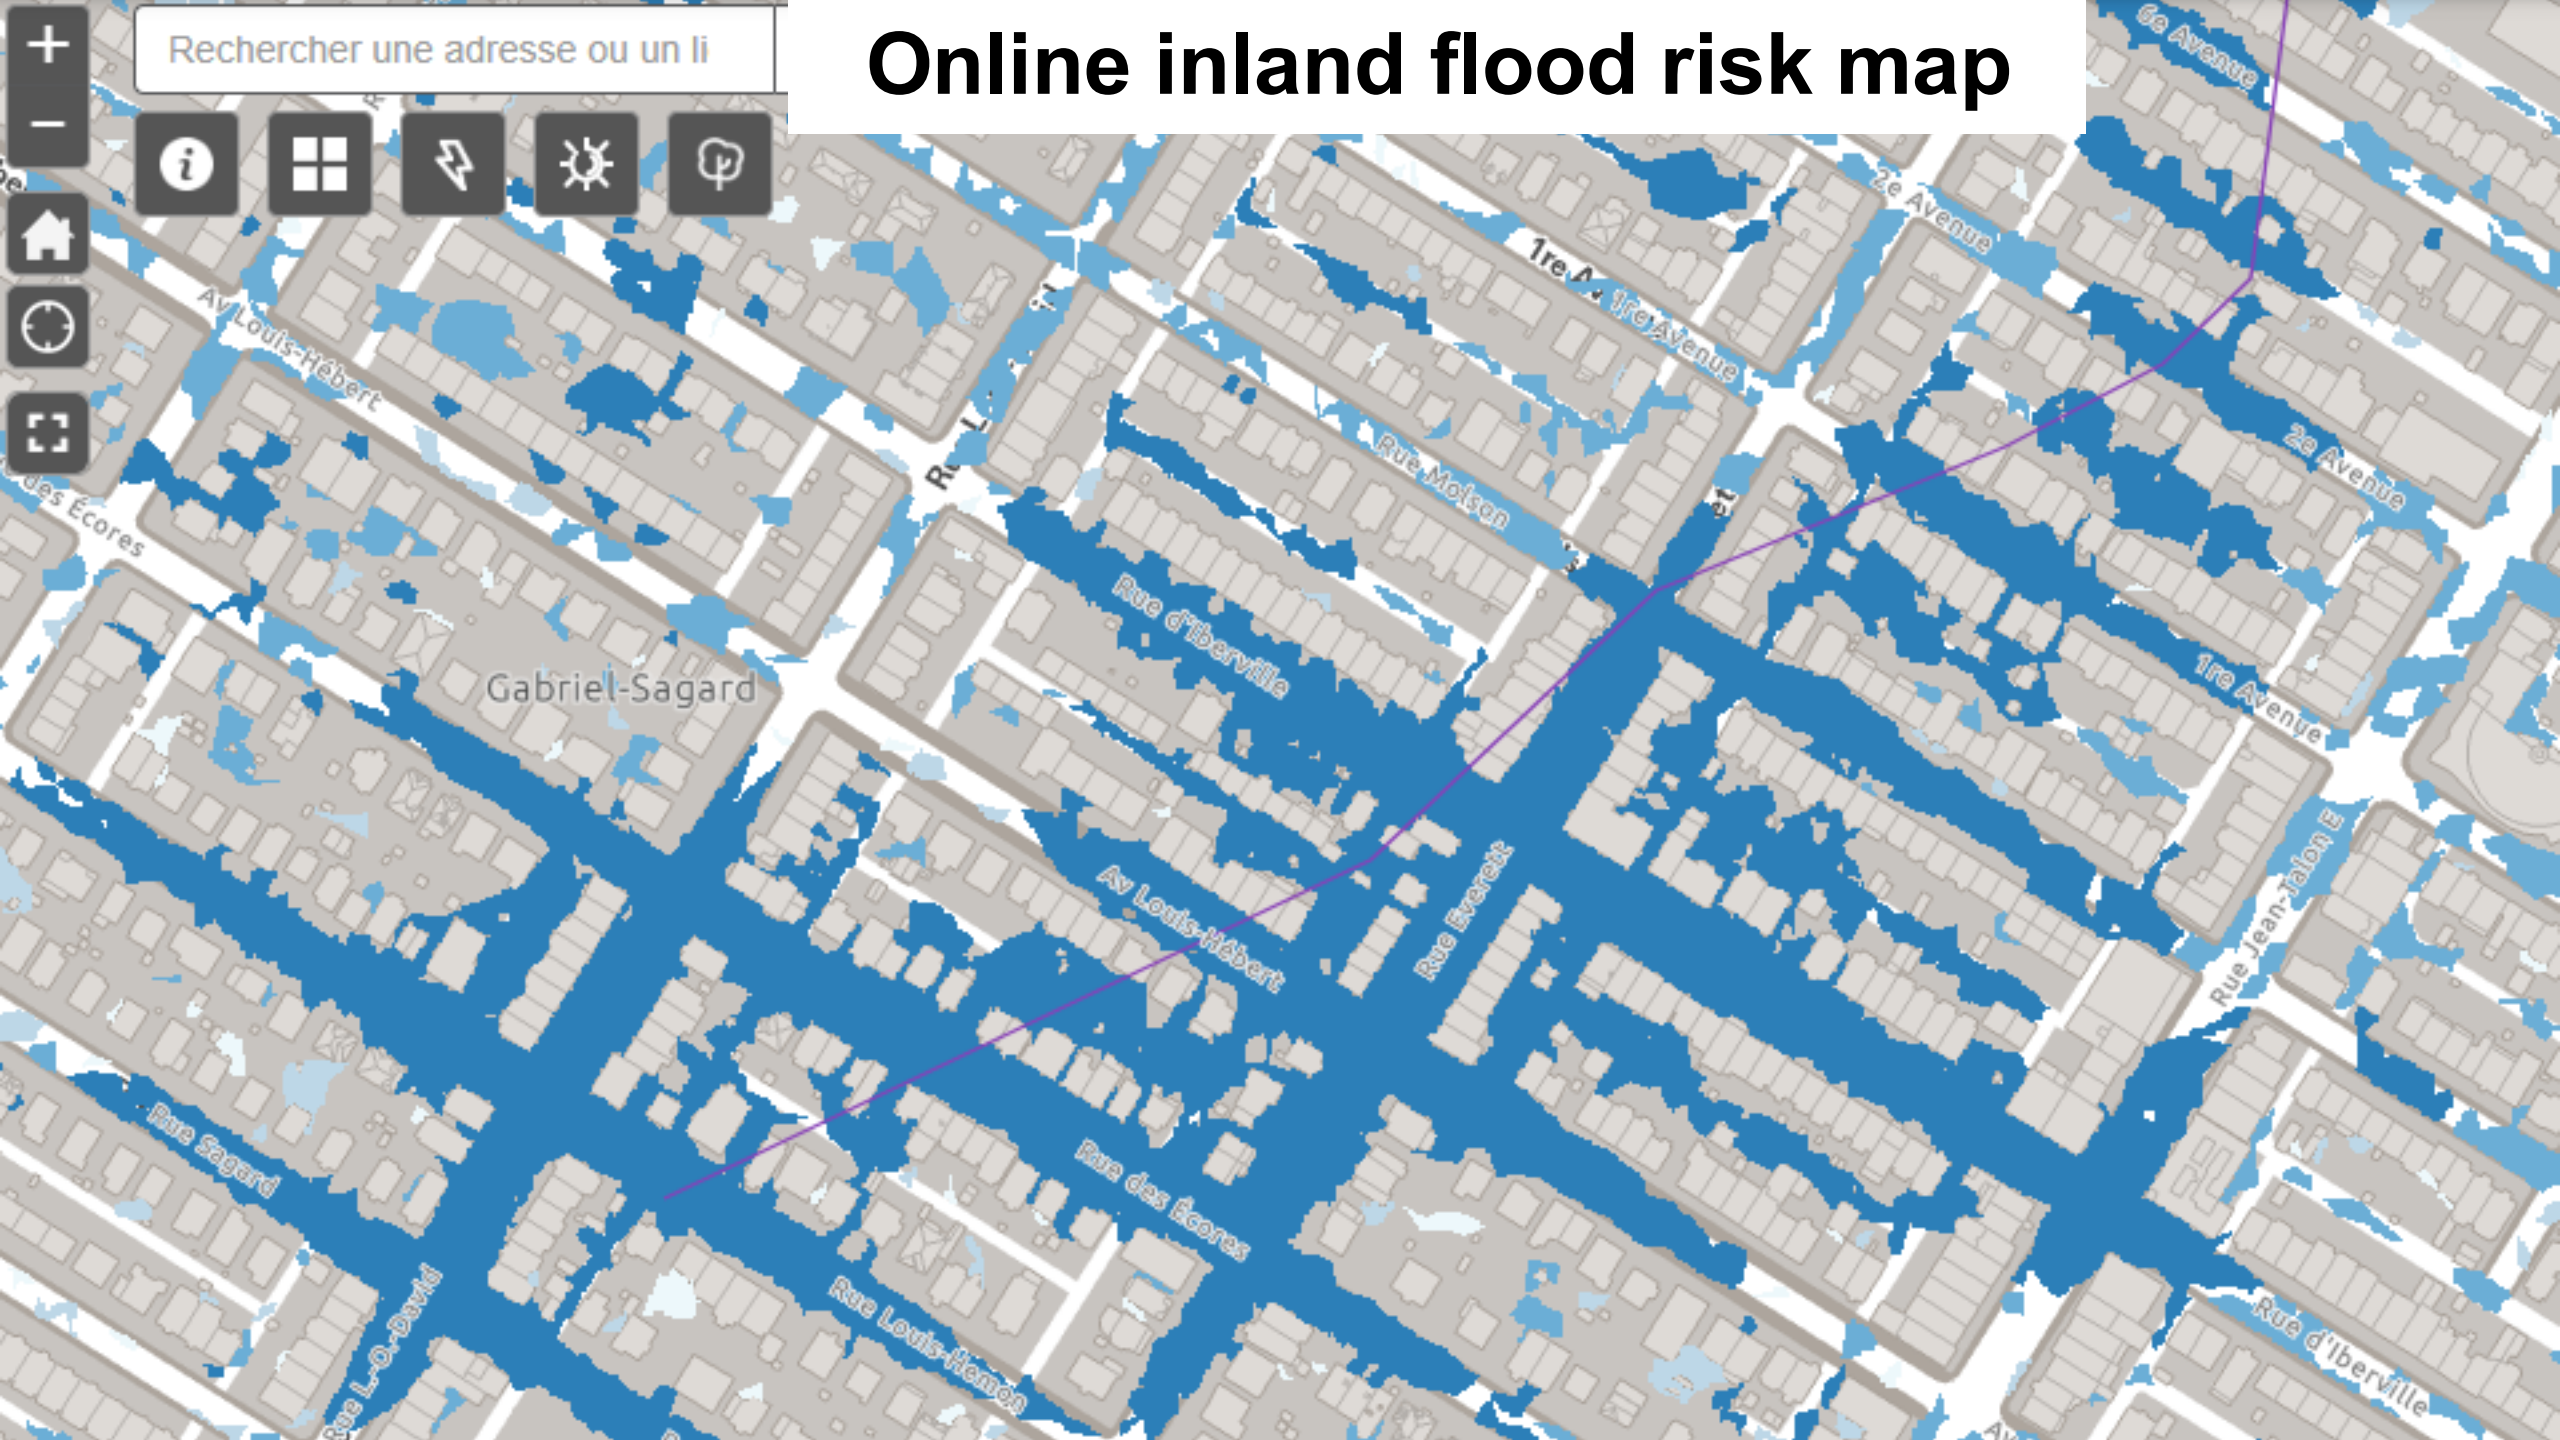 Online inland flood risk map
Rechercher une adresse ou un li
6e Avenue
2e Avenue
1re Av
1re Avenue
Av Louis-Hébert
Rue Molson
2e Avenue
des Écores
Rue d'Iberville
Gabriel-Sagard
1re Avenue
Av Louis-Hébert
Rue Everett
Rue Jean-Talon E
Rue Sagard
Rue des Écores
Rue L.-O.-David
Rue Louis-Hemon
Rue d'Iberville